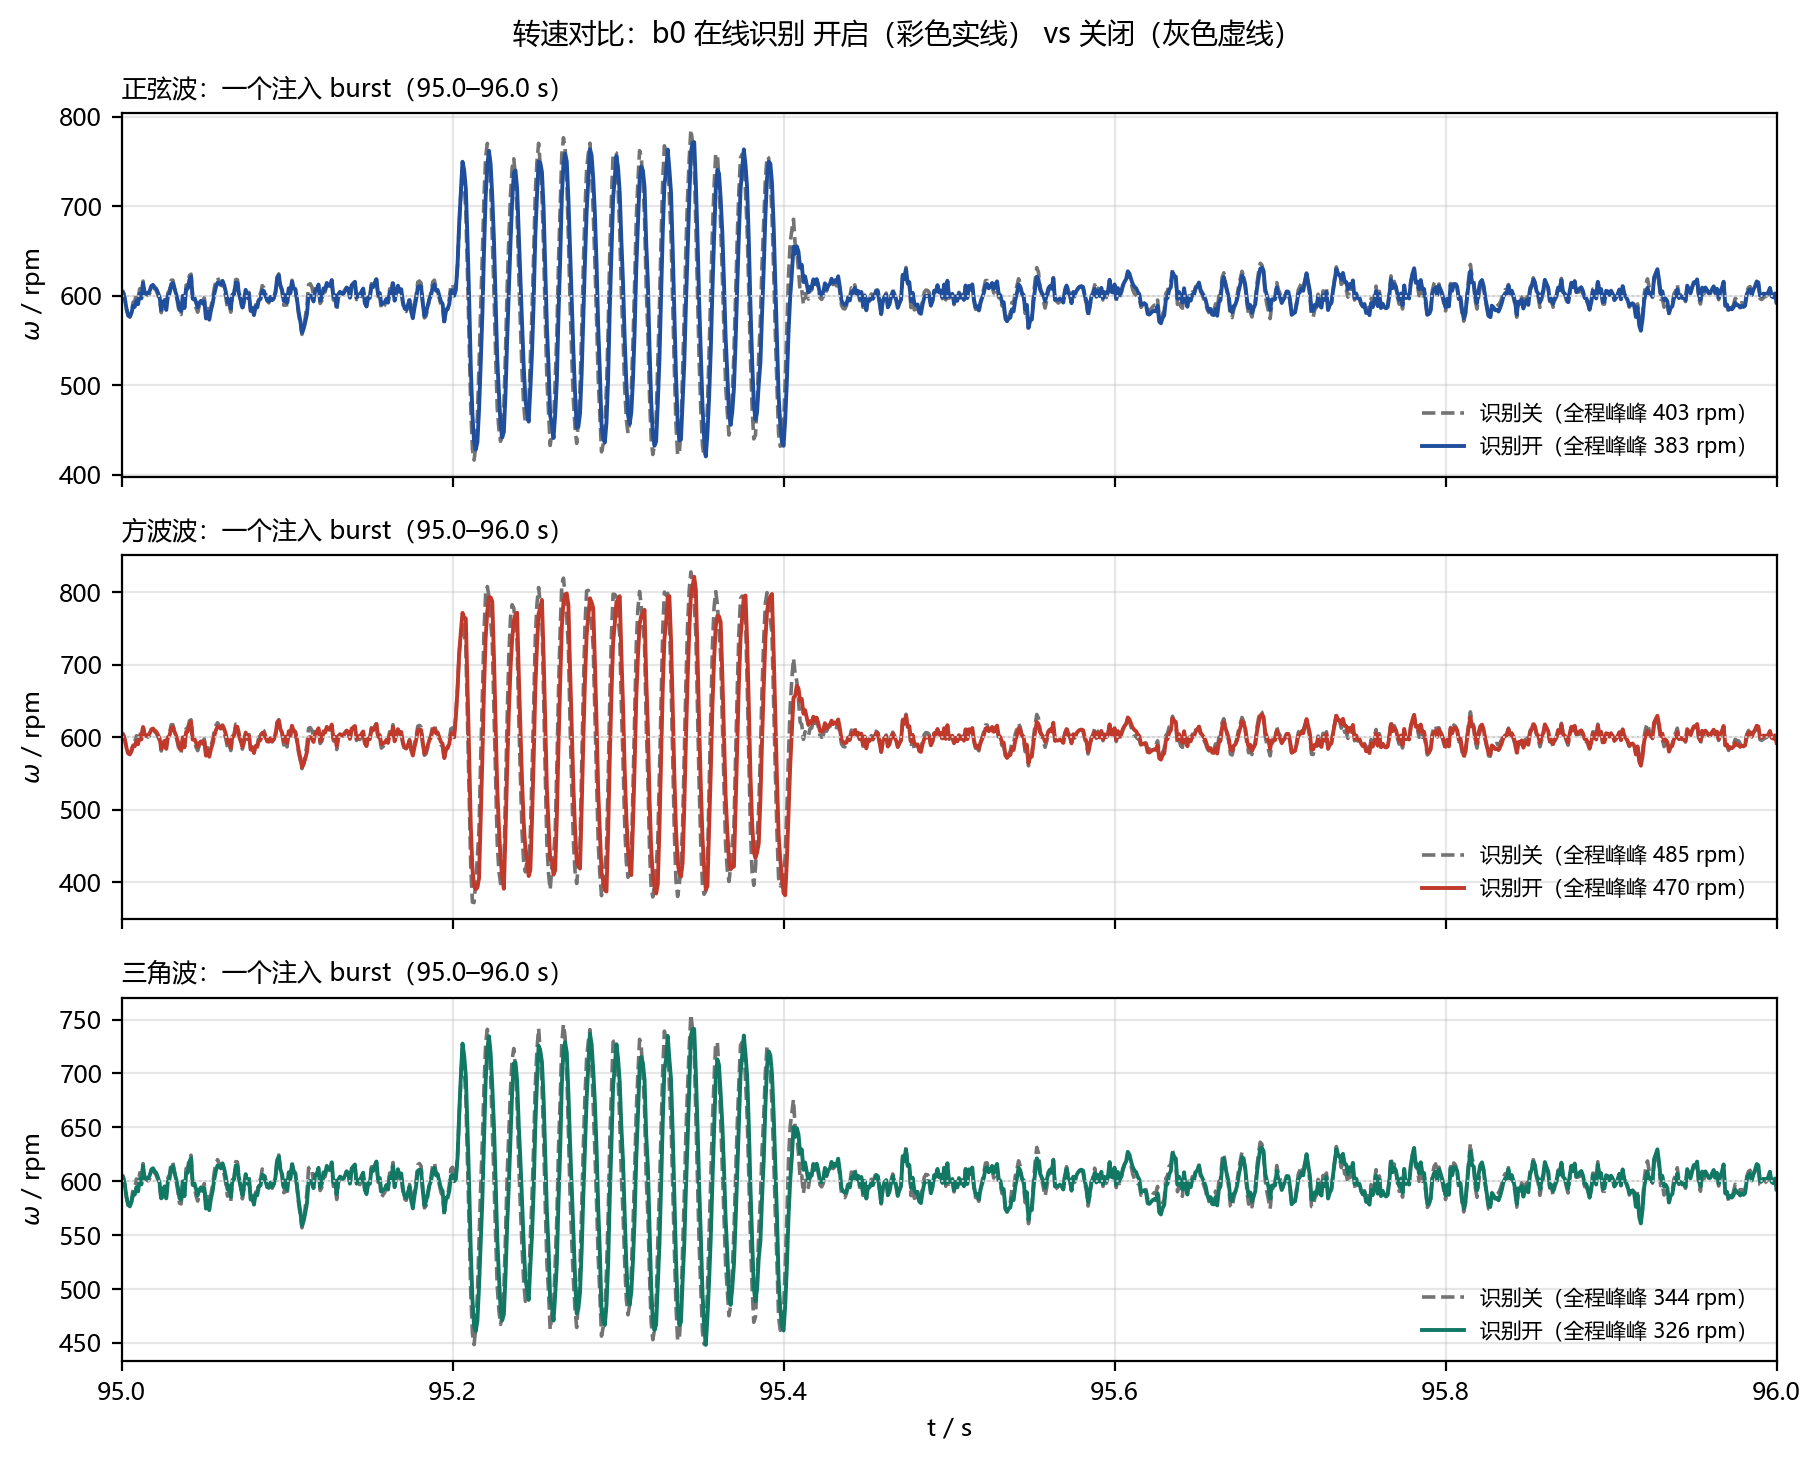 转速对比：b0 在线识别 开启（彩色实线） vs 关闭（灰色虚线）
正弦波：一个注入 burst（95.0–96.0 s）
800
700
600
500
400
ω / rpm
识别关（全程峰峰 403 rpm）
识别开（全程峰峰 383 rpm）
方波波：一个注入 burst（95.0–96.0 s）
800
700
600
500
400
ω / rpm
识别关（全程峰峰 485 rpm）
识别开（全程峰峰 470 rpm）
三角波：一个注入 burst（95.0–96.0 s）
750
700
650
600
550
500
450
ω / rpm
识别关（全程峰峰 344 rpm）
识别开（全程峰峰 326 rpm）
95.0 95.2 95.4 95.6 95.8 96.0
t / s